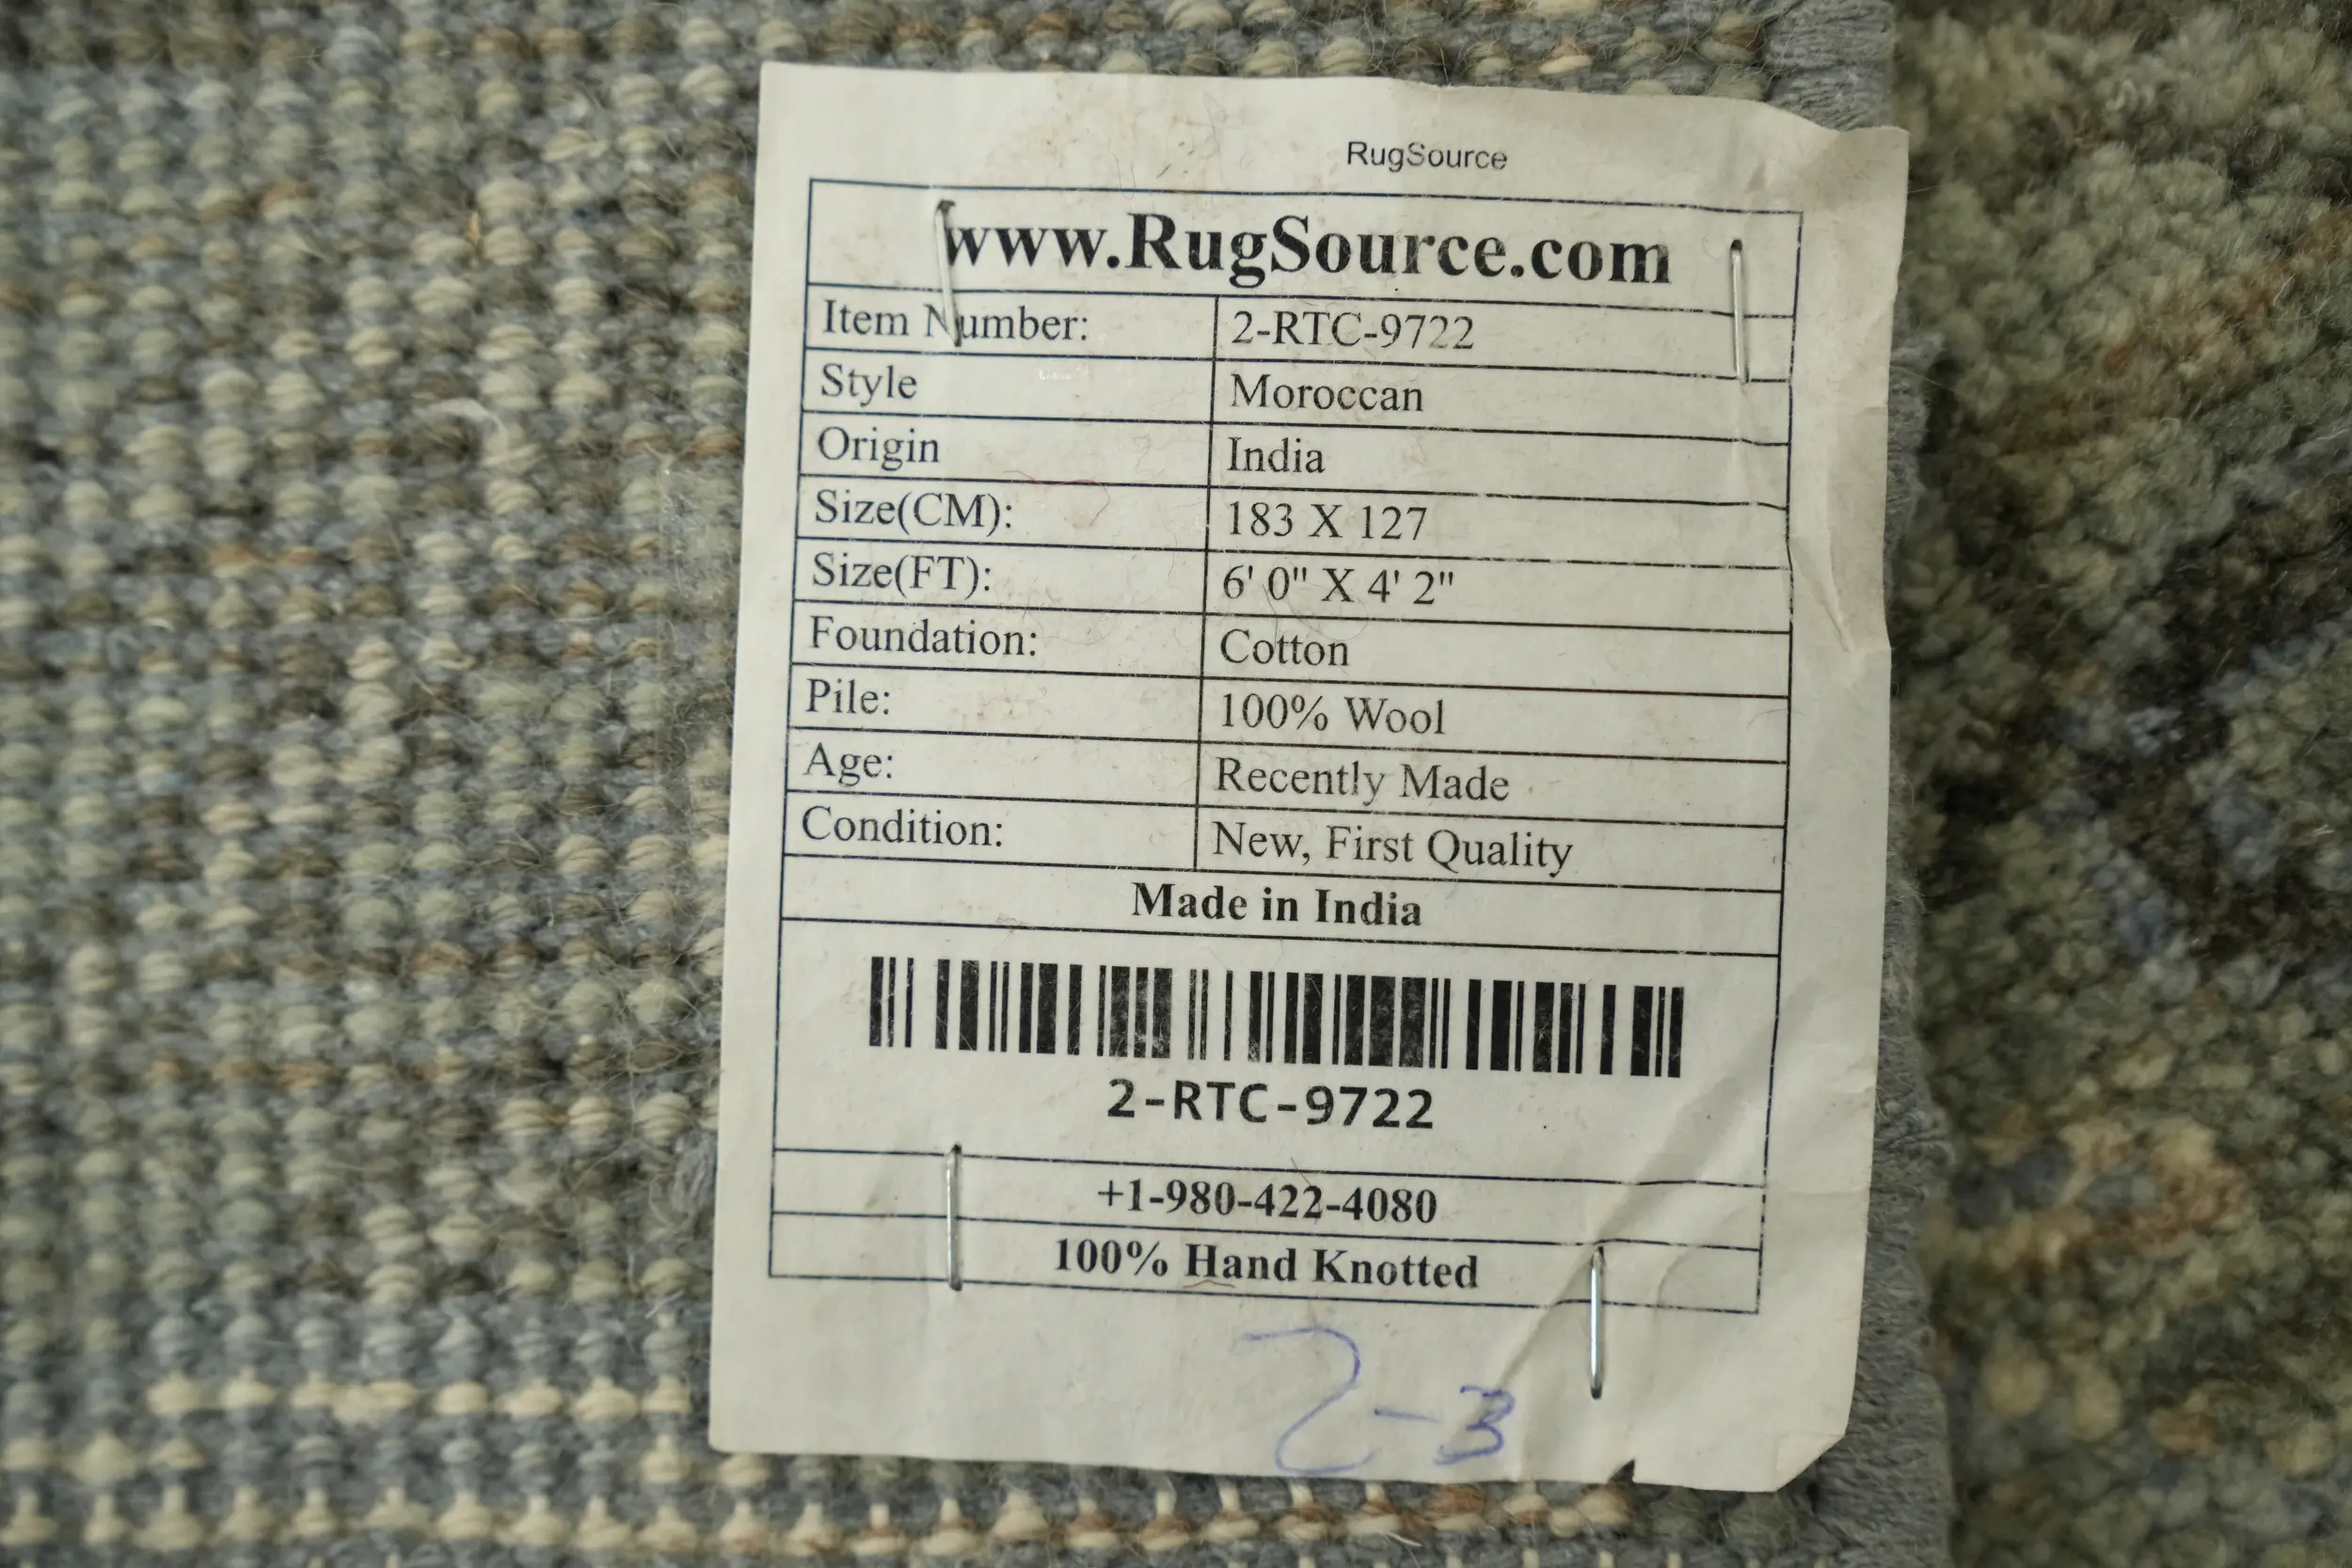 RugSource
www.RugSource.com
Item Number: 2-RTC-9722
Style Moroccan
Origin India
Size(CM): 183 X 127
Size(FT): 6' 0" X 4' 2"
Foundation: Cotton
Pile: 100% Wool
Age: Recently Made
Condition: New, First Quality
Made in India
2-RTC-9722
+1-980-422-4080
100% Hand Knotted
2-3